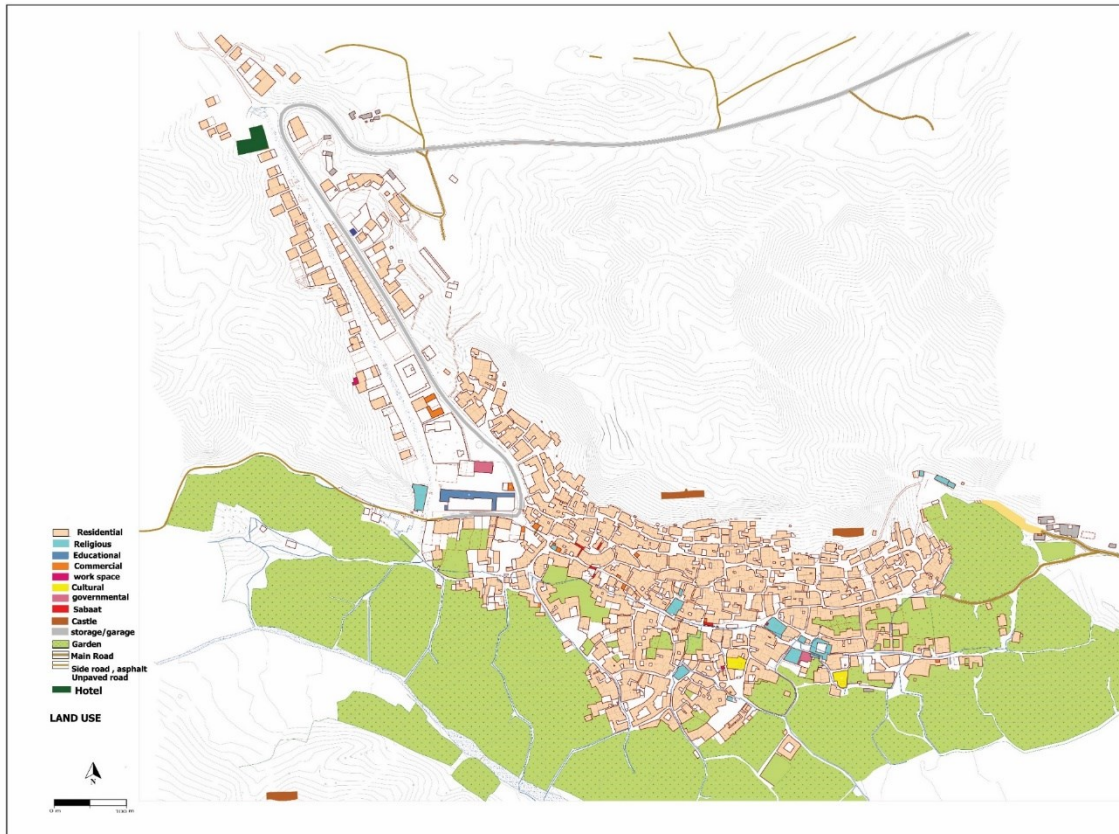 Residential
Religious
Educational
Commercial
work space
Cultural
governmental
Sabaat
Castle
storage/garage
Garden
Main Road
Side road , asphalt
Unpaved road
Hotel
LAND USE
N